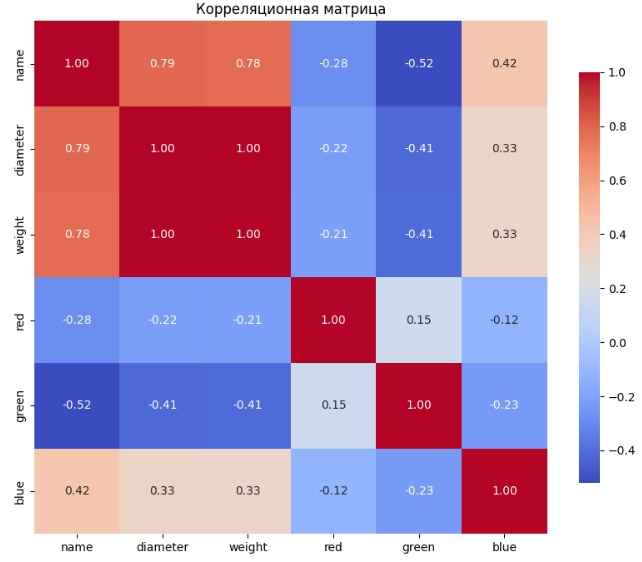 Корреляционная матрица
name 1.00 0.79 0.78 -0.28 -0.52 0.42
diameter 0.79 1.00 1.00 -0.22 -0.41 0.33
weight 0.78 1.00 1.00 -0.21 -0.41 0.33
red -0.28 -0.22 -0.21 1.00 0.15 -0.12
green -0.52 -0.41 -0.41 0.15 1.00 -0.23
blue 0.42 0.33 0.33 -0.12 -0.23 1.00
name diameter weight red green blue
1.0
0.8
0.6
0.4
0.2
0.0
−0.2
−0.4